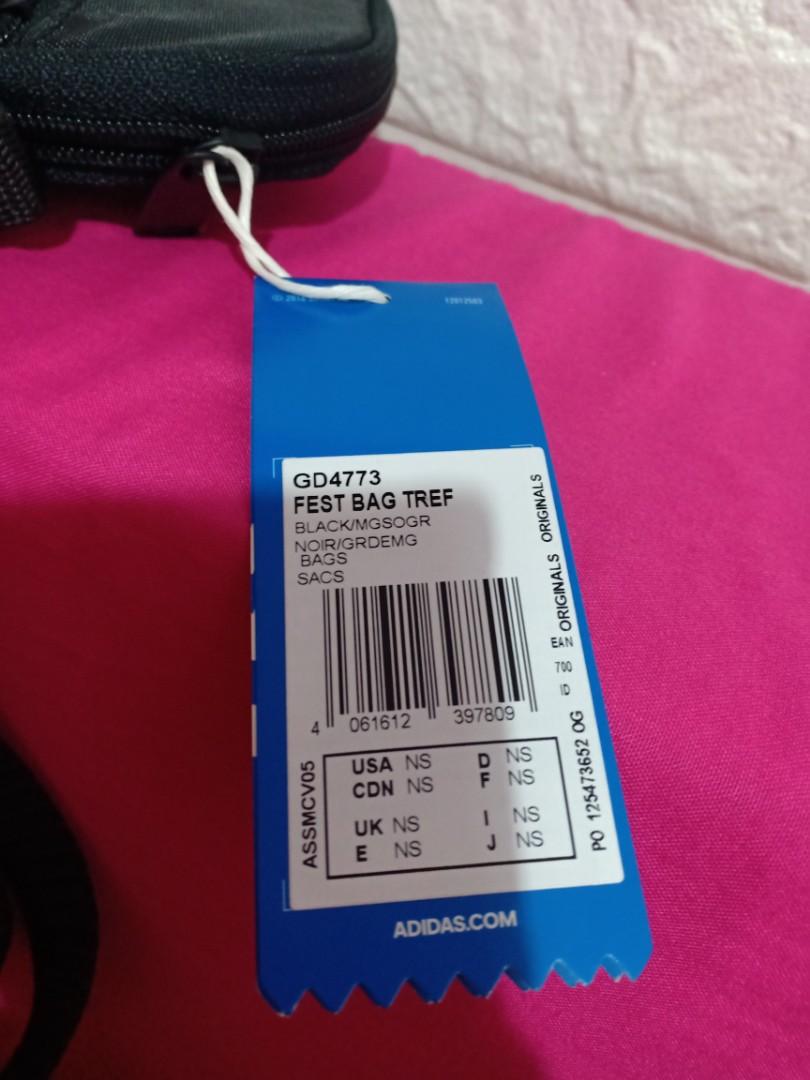 12012503
GD4773
FEST BAG TREF
BLACK/MGSOGR
NOIR/GRDEMG
BAGS
SACS
ORIGINALS
ORIGINALS
EAN
700
ID
4 061612 397809
ASSMCV05
USA NS D NS
CDN NS F NS
UK NS I NS
E NS J NS
PO 125473652 OG
ADIDAS.COM